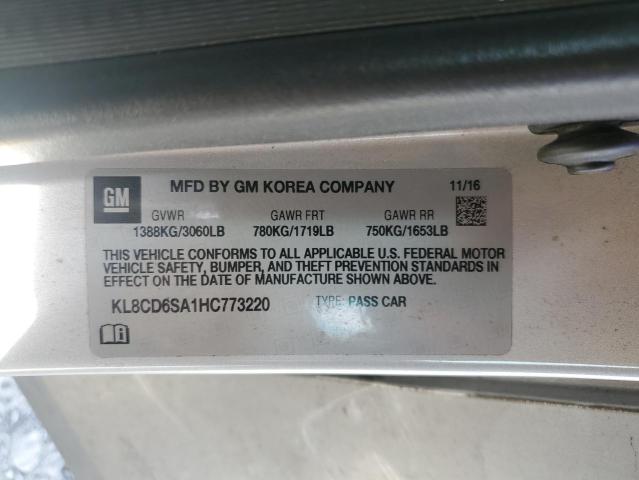 GM MFD BY GM KOREA COMPANY 11/16
GVWR GAWR FRT GAWR RR
1388KG/3060LB 780KG/1719LB 750KG/1653LB
THIS VEHICLE CONFORMS TO ALL APPLICABLE U.S. FEDERAL MOTOR
VEHICLE SAFETY, BUMPER, AND THEFT PREVENTION STANDARDS IN
EFFECT ON THE DATE OF MANUFACTURE SHOWN ABOVE.
KL8CD6SA1HC773220 TYPE: PASS CAR